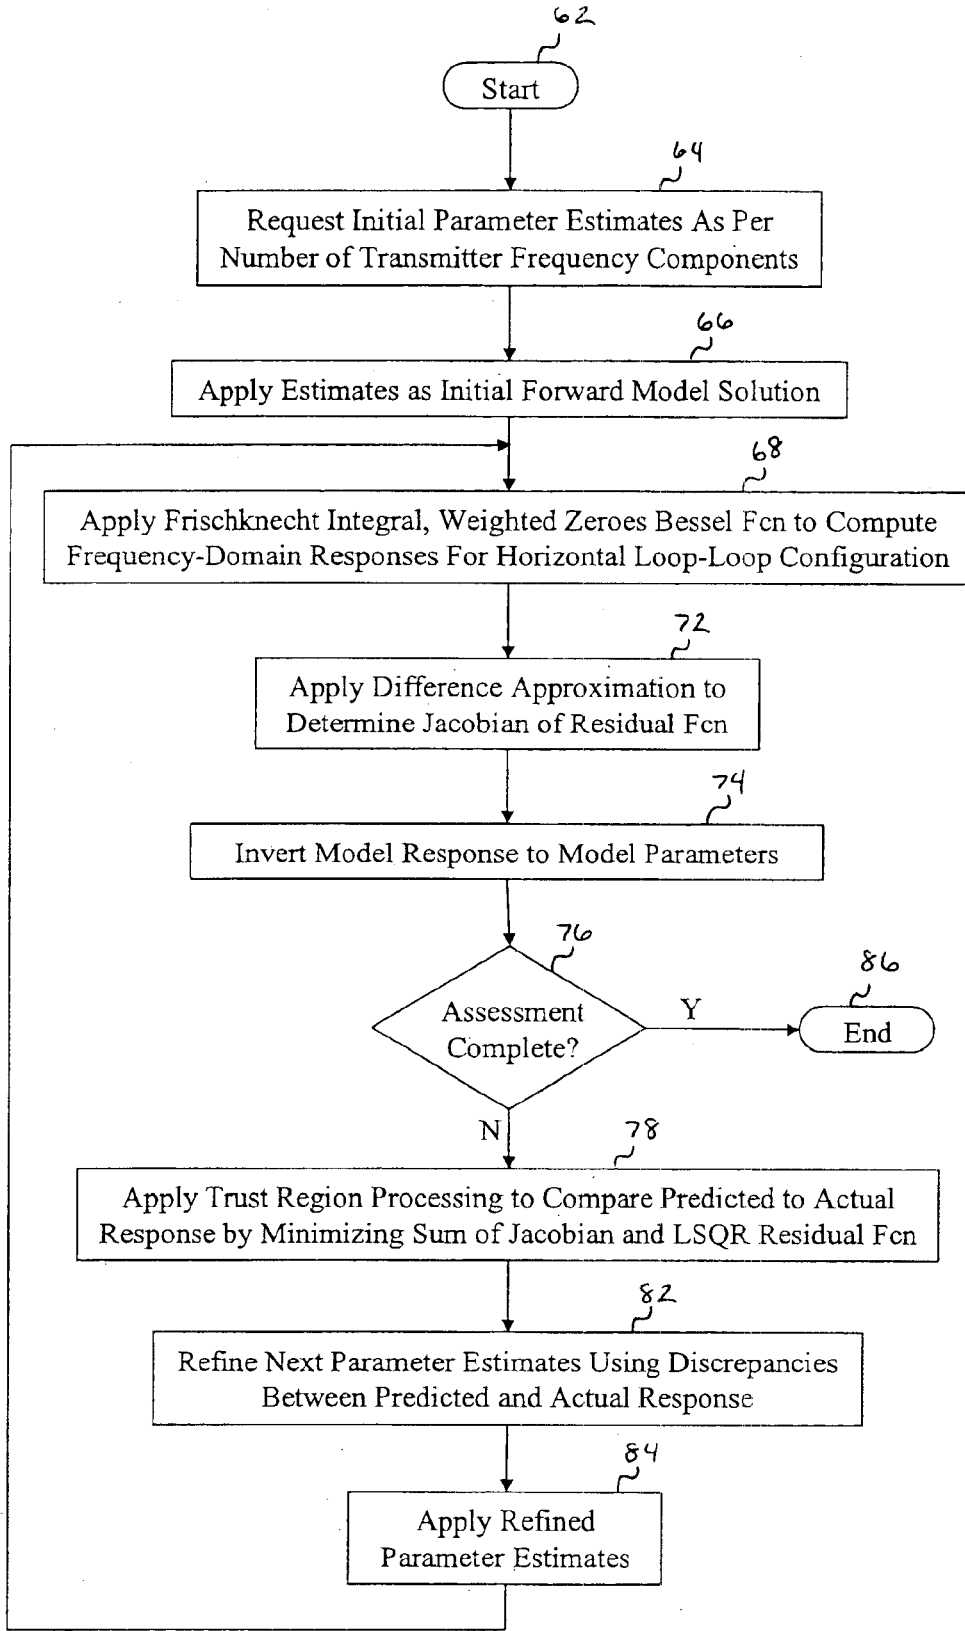 62
Start
64
Request Initial Parameter Estimates As Per
Number of Transmitter Frequency Components
66
Apply Estimates as Initial Forward Model Solution
68
Apply Frischknecht Integral, Weighted Zeroes Bessel Fcn to Compute
Frequency-Domain Responses For Horizontal Loop-Loop Configuration
72
Apply Difference Approximation to
Determine Jacobian of Residual Fcn
74
Invert Model Response to Model Parameters
76
Assessment
Complete?
Y
86
End
N
78
Apply Trust Region Processing to Compare Predicted to Actual
Response by Minimizing Sum of Jacobian and LSQR Residual Fcn
82
Refine Next Parameter Estimates Using Discrepancies
Between Predicted and Actual Response
84
Apply Refined
Parameter Estimates